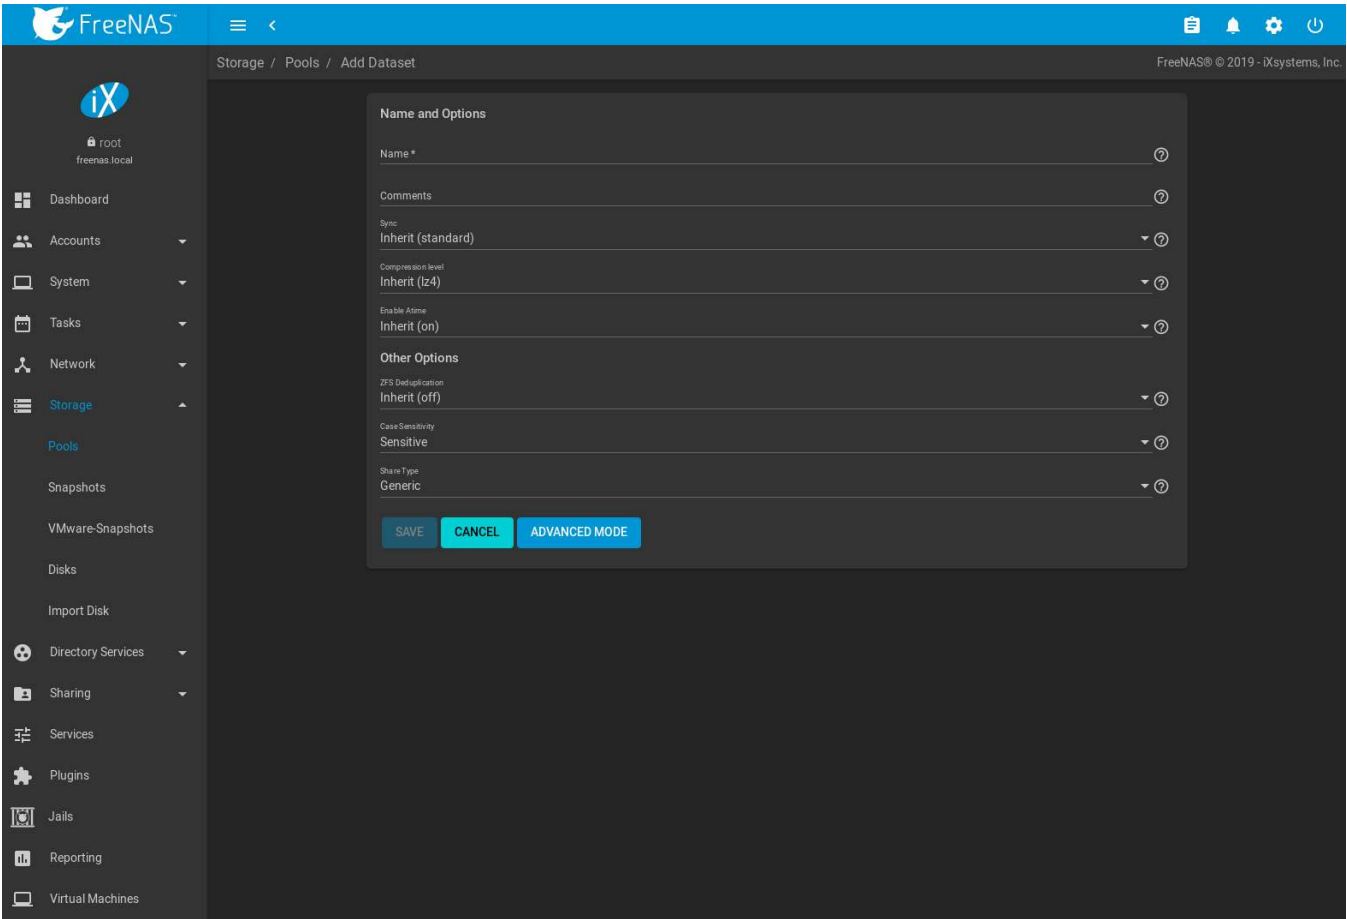 FreeNAS™
Storage / Pools / Add Dataset
FreeNAS® © 2019 - iXsystems, Inc.
iX
root
freenas.local
Dashboard
Accounts
System
Tasks
Network
Storage
Pools
Snapshots
VMware-Snapshots
Disks
Import Disk
Directory Services
Sharing
Services
Plugins
Jails
Reporting
Virtual Machines
Name and Options
Name *
Comments
Sync
Inherit (standard)
Compression level
Inherit (lz4)
Enable Atime
Inherit (on)
Other Options
ZFS Deduplication
Inherit (off)
Case Sensitivity
Sensitive
Share Type
Generic
SAVE CANCEL ADVANCED MODE